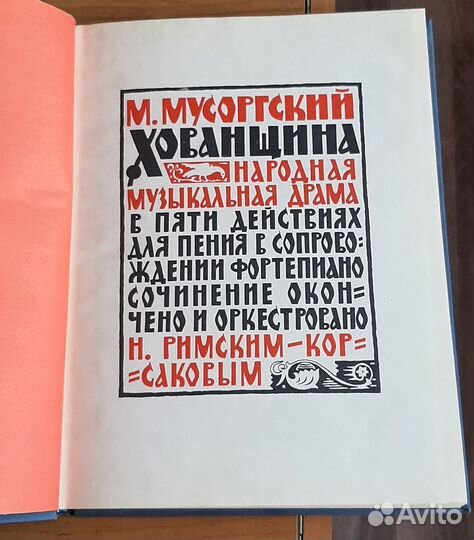 М. МУСОРГСКИЙ
ХОВАНЩИНА
НАРОДНАЯ
МУЗЫКАЛЬНАЯ ДРАМА
В ПЯТИ ДЕЙСТВИЯХ
ДЛЯ ПЕНИЯ В СОПРОВО-
ЖДЕНИИ ФОРТЕПИАНО
СОЧИНЕНИЕ ОКОН=
ЧЕНО И ОРКЕСТРОВАНО
Н. РИМСКИМ–КОР=
=САКОВЫМ
Avito